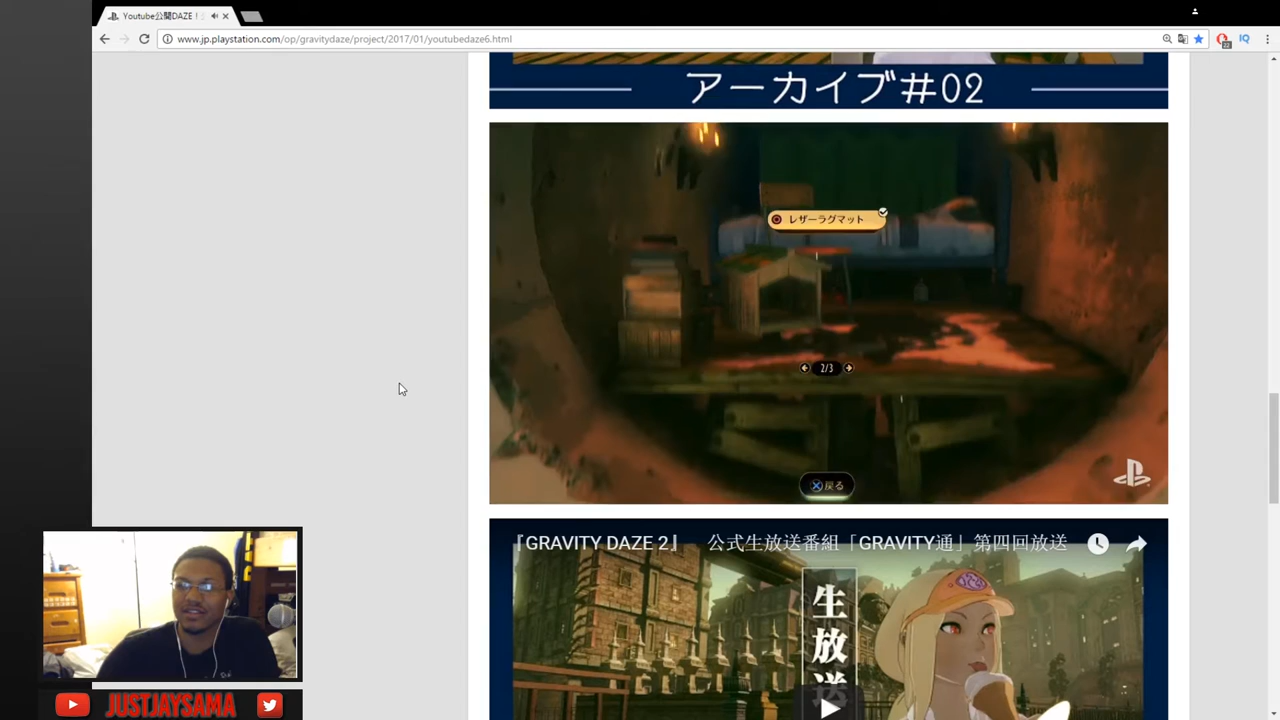 Youtube公開DAZE！
www.jp.playstation.com/op/gravitydaze/project/2017/01/youtubedaze6.html
22
IQ
アーカイブ#02
レザーラグマット
2/3
戻る
『GRAVITY DAZE 2』 公式生放送番組「GRAVITY通」第四回放送
生放送
JUSTJAYSAMA